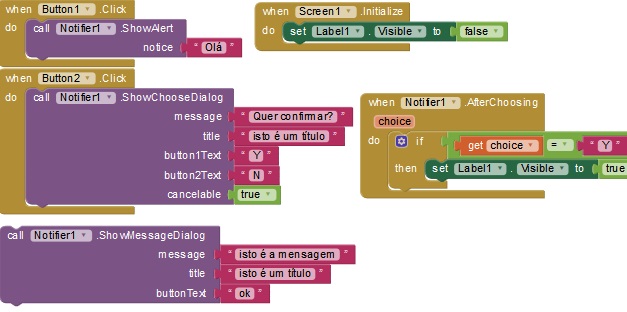 when Button1 .Click
do call Notifier1 .ShowAlert
notice " Olá "
when Screen1 .Initialize
do set Label1 . Visible to false
when Button2 .Click
do call Notifier1 .ShowChooseDialog
message " Quer confirmar? "
title " isto é um título "
button1Text " Y "
button2Text " N "
cancelable true
when Notifier1 .AfterChoosing
choice
do if get choice = " Y "
then set Label1 . Visible to true
call Notifier1 .ShowMessageDialog
message " isto é a mensagem "
title " isto é um título "
buttonText " ok "